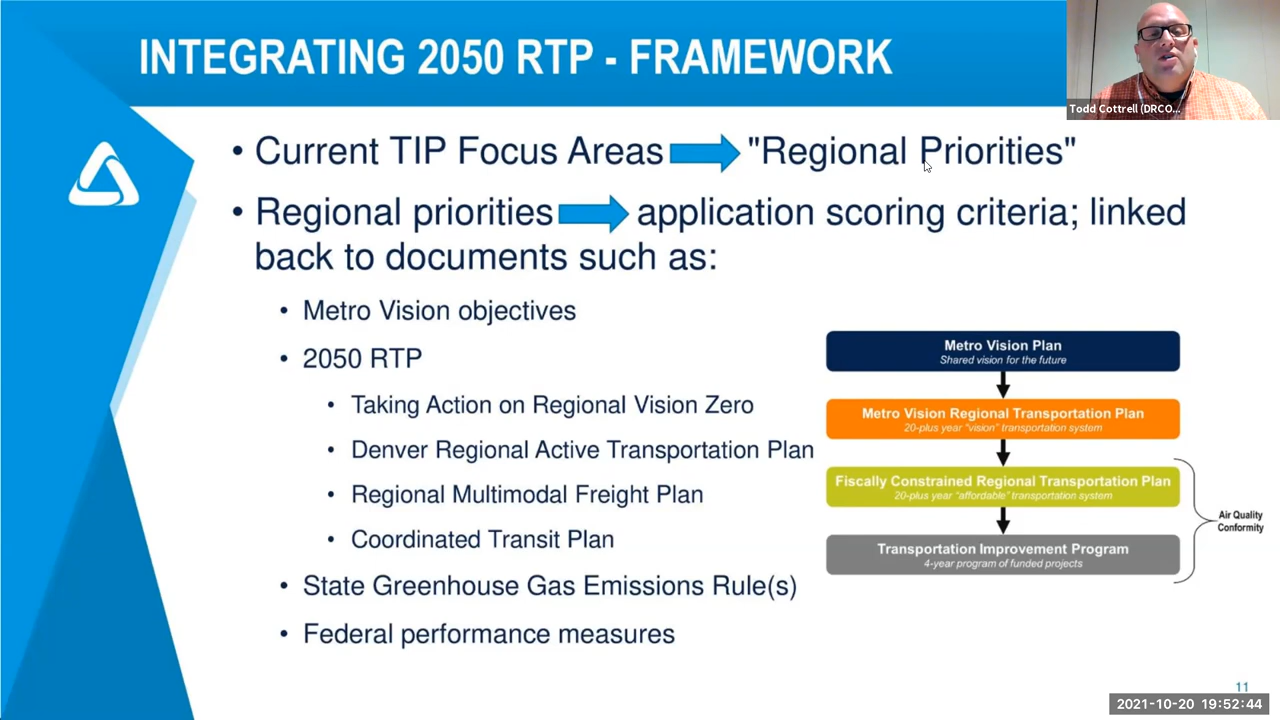 INTEGRATING 2050 RTP - FRAMEWORK
Todd Cottrell (DRCO...
• Current TIP Focus Areas "Regional Priorities"
• Regional priorities application scoring criteria; linked
back to documents such as:
• Metro Vision objectives
• 2050 RTP
• Taking Action on Regional Vision Zero
• Denver Regional Active Transportation Plan
• Regional Multimodal Freight Plan
• Coordinated Transit Plan
• State Greenhouse Gas Emissions Rule(s)
• Federal performance measures
Metro Vision Plan
Shared vision for the future
Metro Vision Regional Transportation Plan
20-plus year "vision" transportation system
Fiscally Constrained Regional Transportation Plan
20-plus year "affordable" transportation system
Transportation Improvement Program
4-year program of funded projects
Air Quality
Conformity
11
2021-10-20 19:52:44